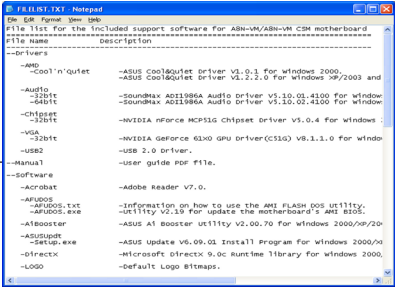 FILELIST.TXT - Notepad
File Edit Format View Help
File list for the included support software for A8N-VM/A8N-VM CSM motherboard
================================================================================
File Name Description
--------------------------------------------------------------------------------
--Drivers
-AMD
-Cool'n'Quiet -ASUS Cool&Quiet Driver V1.0.1 for Windows 2000.
-ASUS Cool&Quiet Driver V1.2.2.0 for Windows XP/2003 and
-Audio
-32bit -SoundMax ADI1986A Audio Driver V5.10.01.4100 for Windows
-64bit -SoundMax ADI1986A Audio Driver V5.10.02.4100 for Windows
-Chipset
-32bit -NVIDIA nForce MCP51G Chipset Driver V5.0.4 for Windows
-VGA
-32bit -NVIDIA GeForce 61X0 GPU Driver(C51G) V8.1.1.0 for Window
-USB2 -USB 2.0 Driver.
--Manual -User guide PDF file.
--Software
-Acrobat -Adobe Reader V7.0.
-AFUDOS
-AFUDOS.txt -Information on how to use the AMI FLASH DOS Utility.
-AFUDOS.exe -Utility V2.19 for update the motherboard's AMI BIOS.
-AiBooster -ASUS Ai Booster Utility V2.00.70 for Windows 2000/XP/20
-ASUSUpdt
-Setup.exe -ASUS Update V6.09.01 Install Program for Windows 2000/X
-DirectX -Microsoft DirectX 9.0c Runtime library for Windows 2000,
-LOGO -Default Logo Bitmaps.